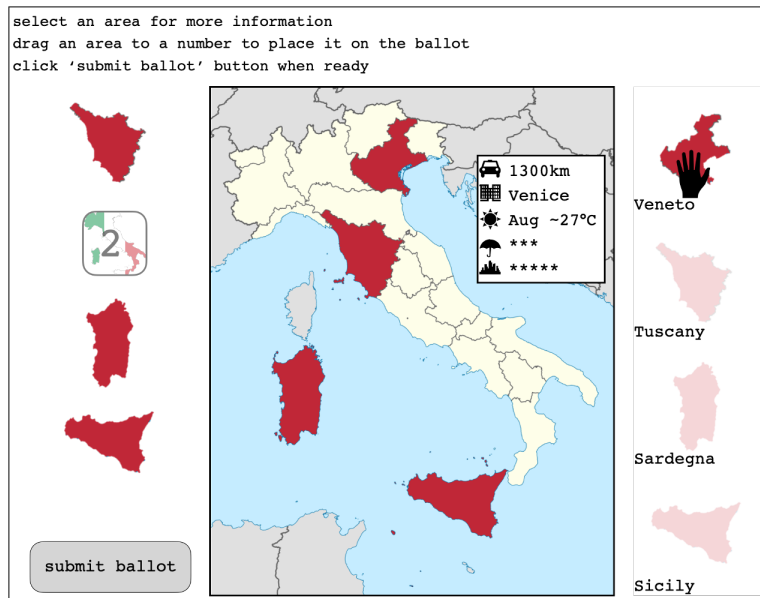 select an area for more information
drag an area to a number to place it on the ballot
click ‘submit ballot’ button when ready
2
submit ballot
1300km
Venice
Aug ~27°C
***
*****
Veneto
Tuscany
Sardegna
Sicily